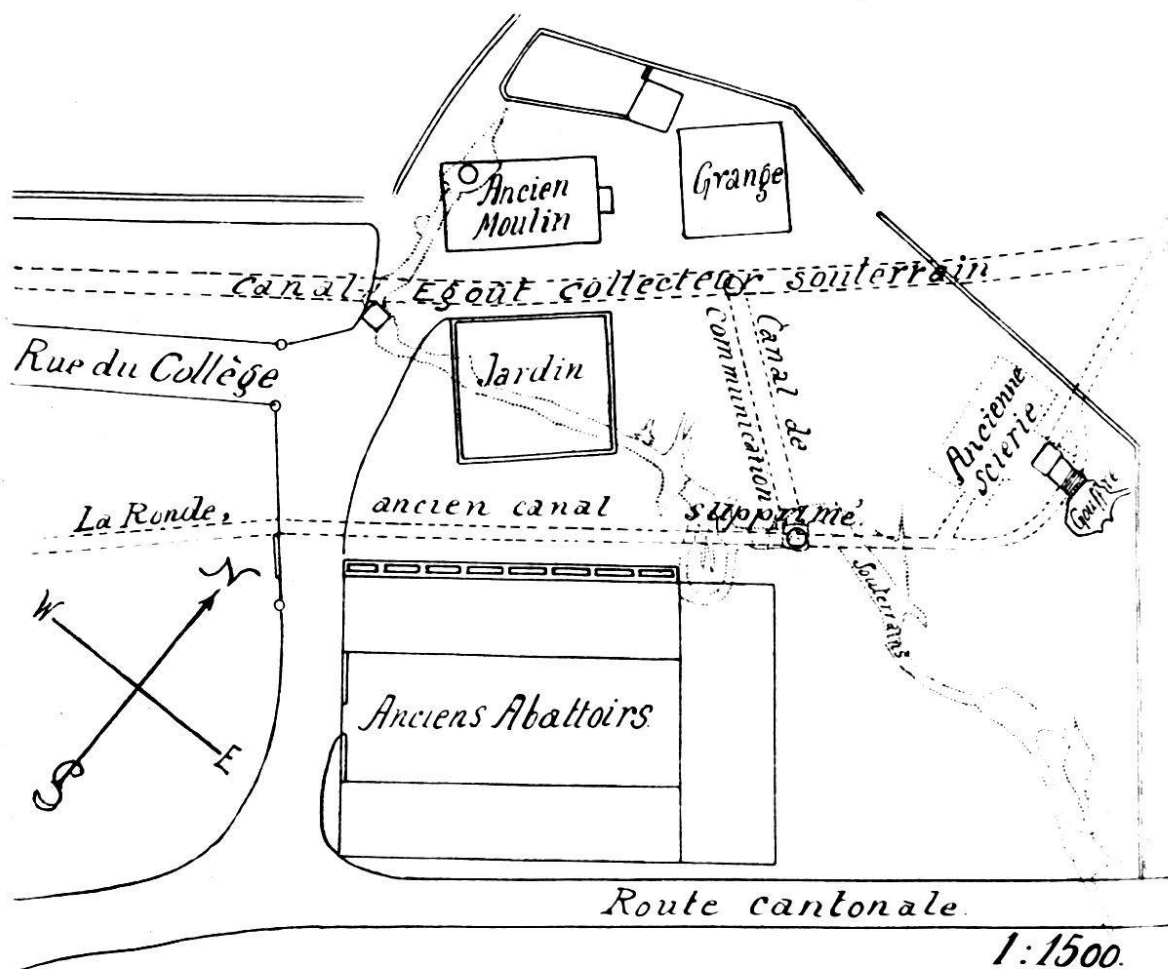 Grange
Ancien
Moulin
Canal - Egout collecteur souterrain
Rue du Collège
Jardin
Canal de
communication
Ancienne
scierie
Gouffre
La Ronde,
ancien canal
supprimé
Souterrains
N
W
E
S
Anciens Abattoirs.
Route cantonale.
1:1500.